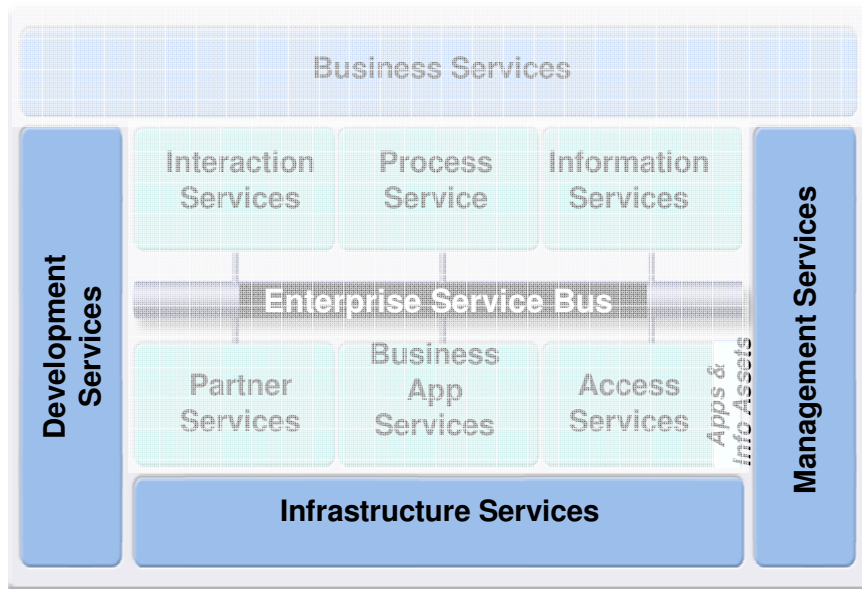 Business Services
Interaction
Services
Process
Service
Information
Services
Development
Services
Management Services
Enterprise Service Bus
Partner
Services
Business
App
Services
Access
Services
Apps &
Info Assets
Infrastructure Services